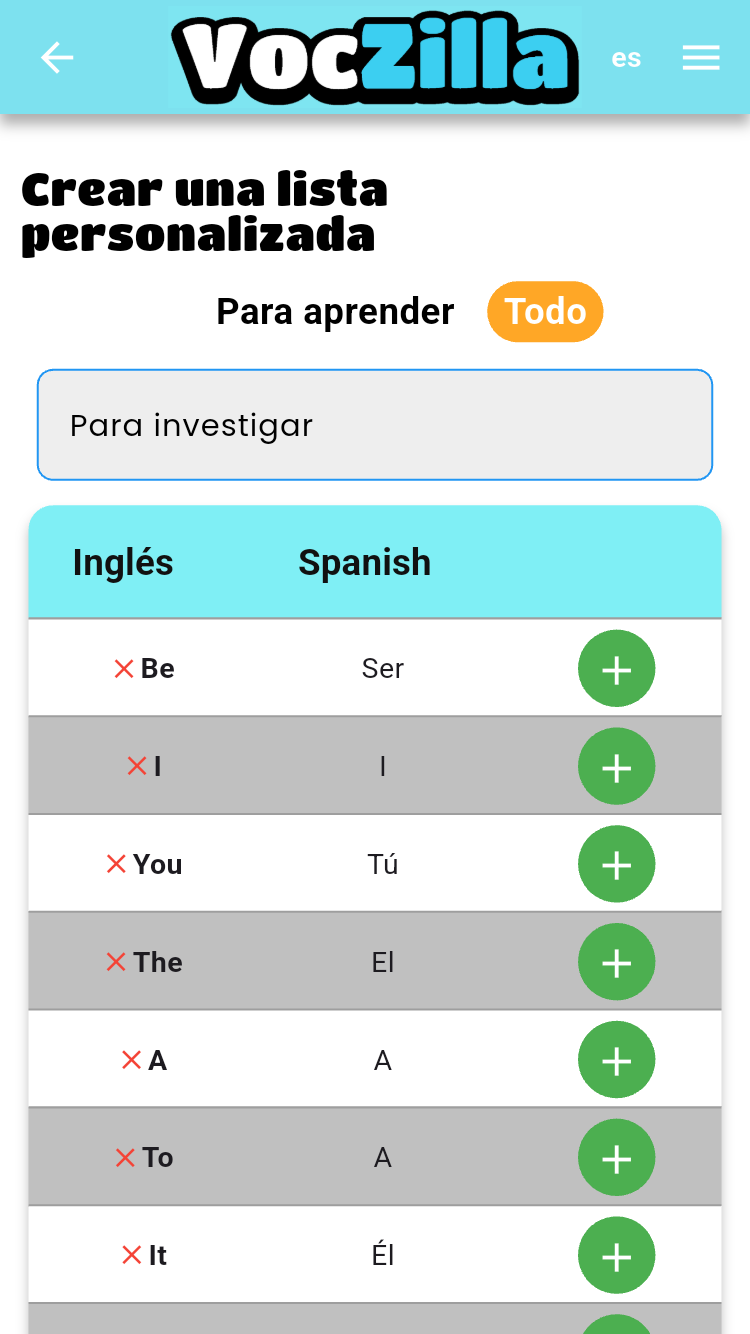 VocZilla es
Crear una lista
personalizada
Para aprender Todo
Para investigar
Inglés Spanish
Be Ser
I I
You Tú
The El
A A
To A
It Él